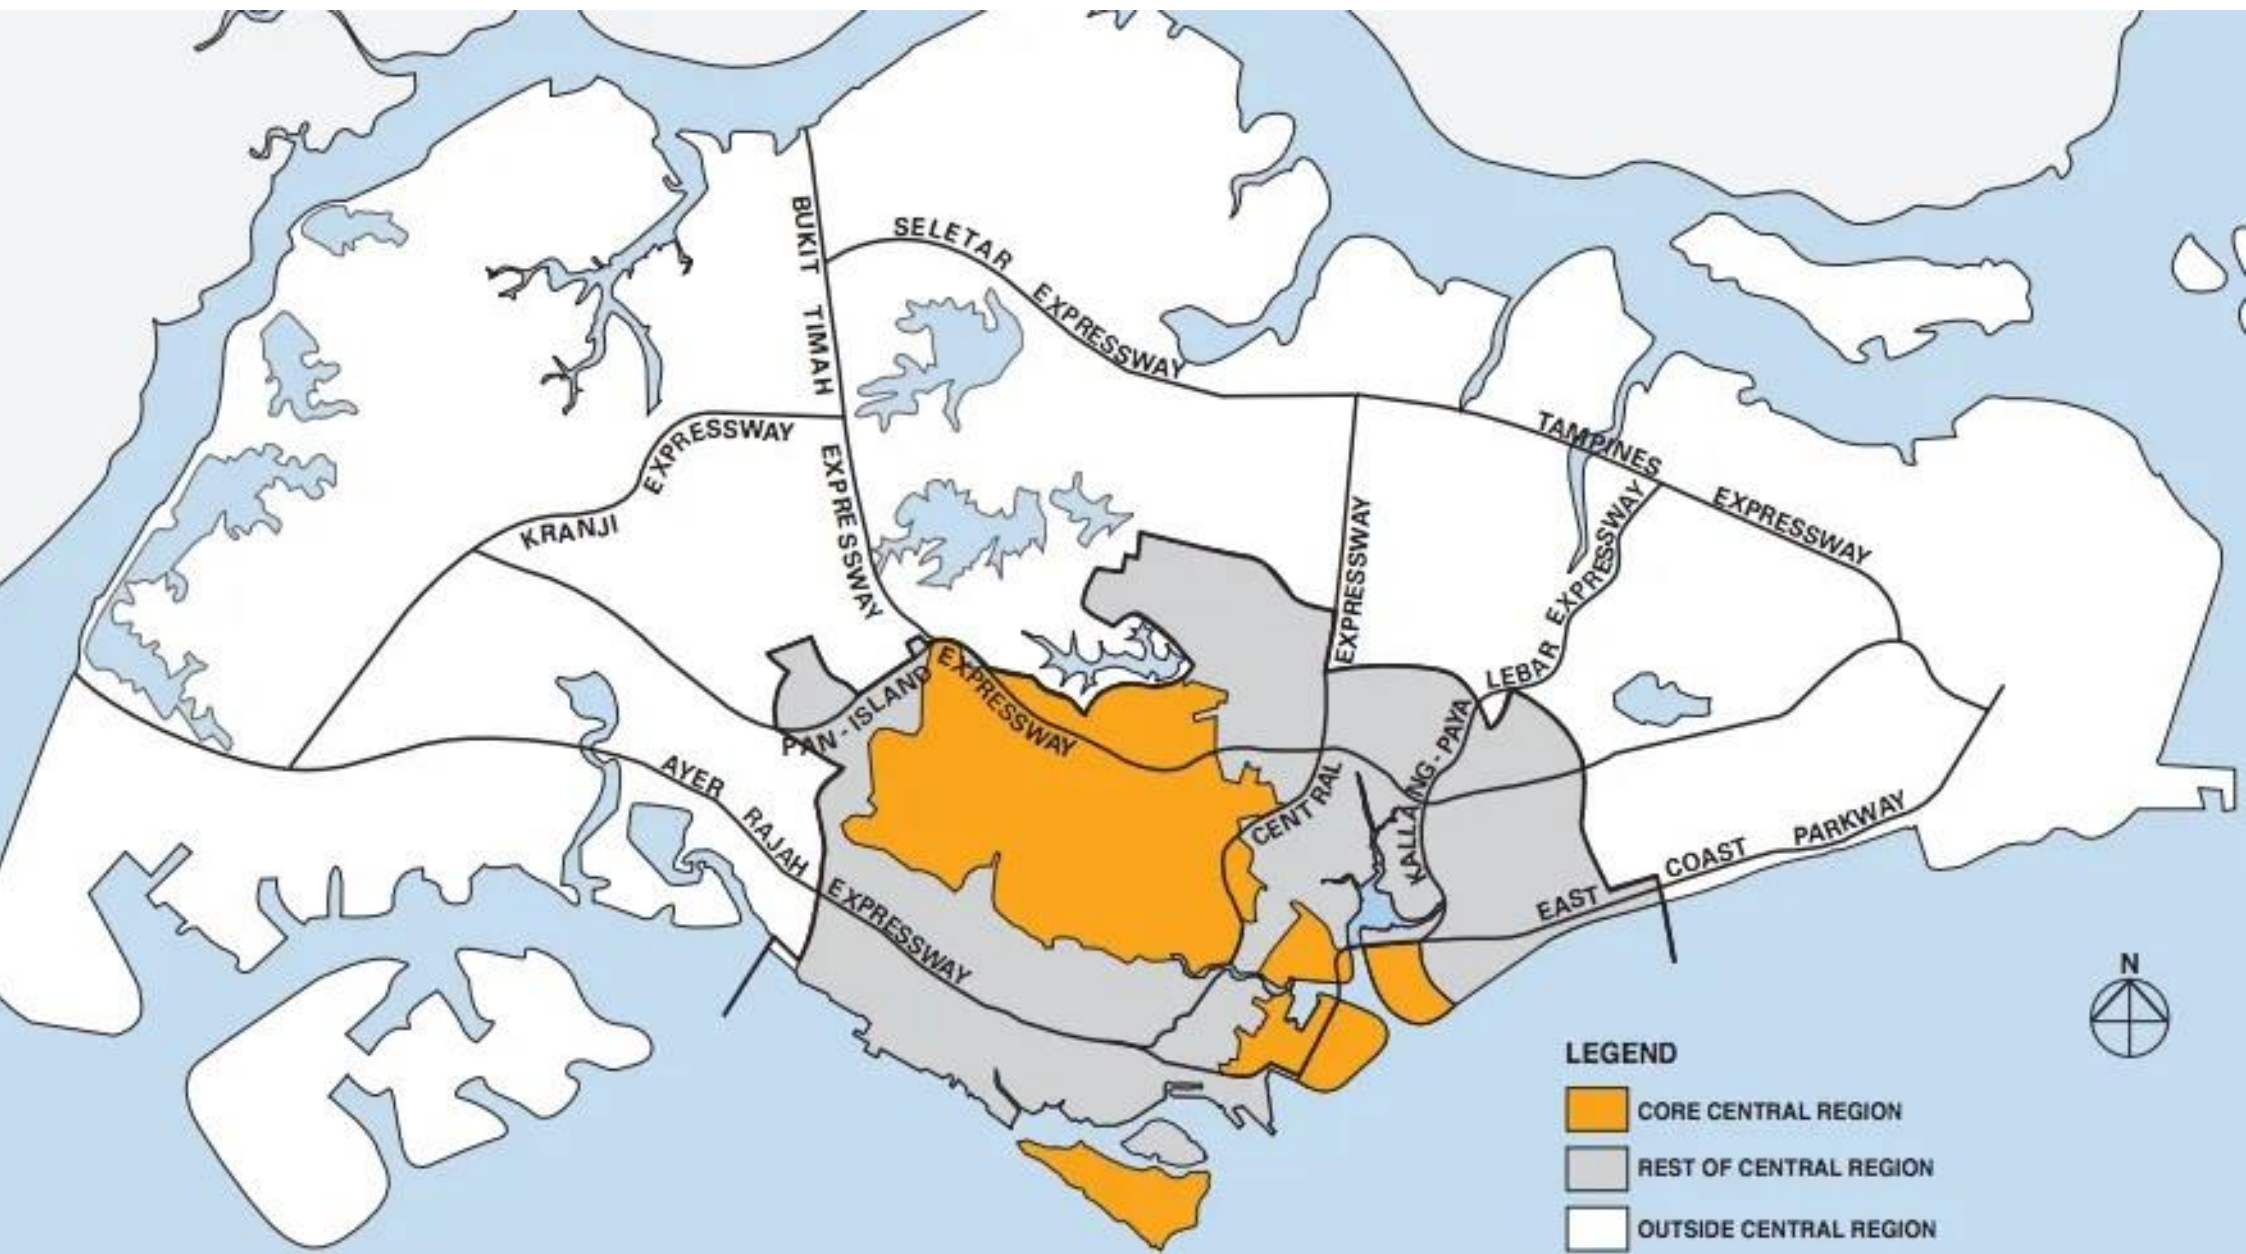 BUKIT TIMAH EXPRESSWAY
SELETAR EXPRESSWAY
KRANJI EXPRESSWAY
TAMPINES EXPRESSWAY
PAN-ISLAND EXPRESSWAY
CENTRAL EXPRESSWAY
KALLANG-PAYA LEBAR EXPRESSWAY
AYER RAJAH EXPRESSWAY
EAST COAST PARKWAY
N
LEGEND
CORE CENTRAL REGION
REST OF CENTRAL REGION
OUTSIDE CENTRAL REGION